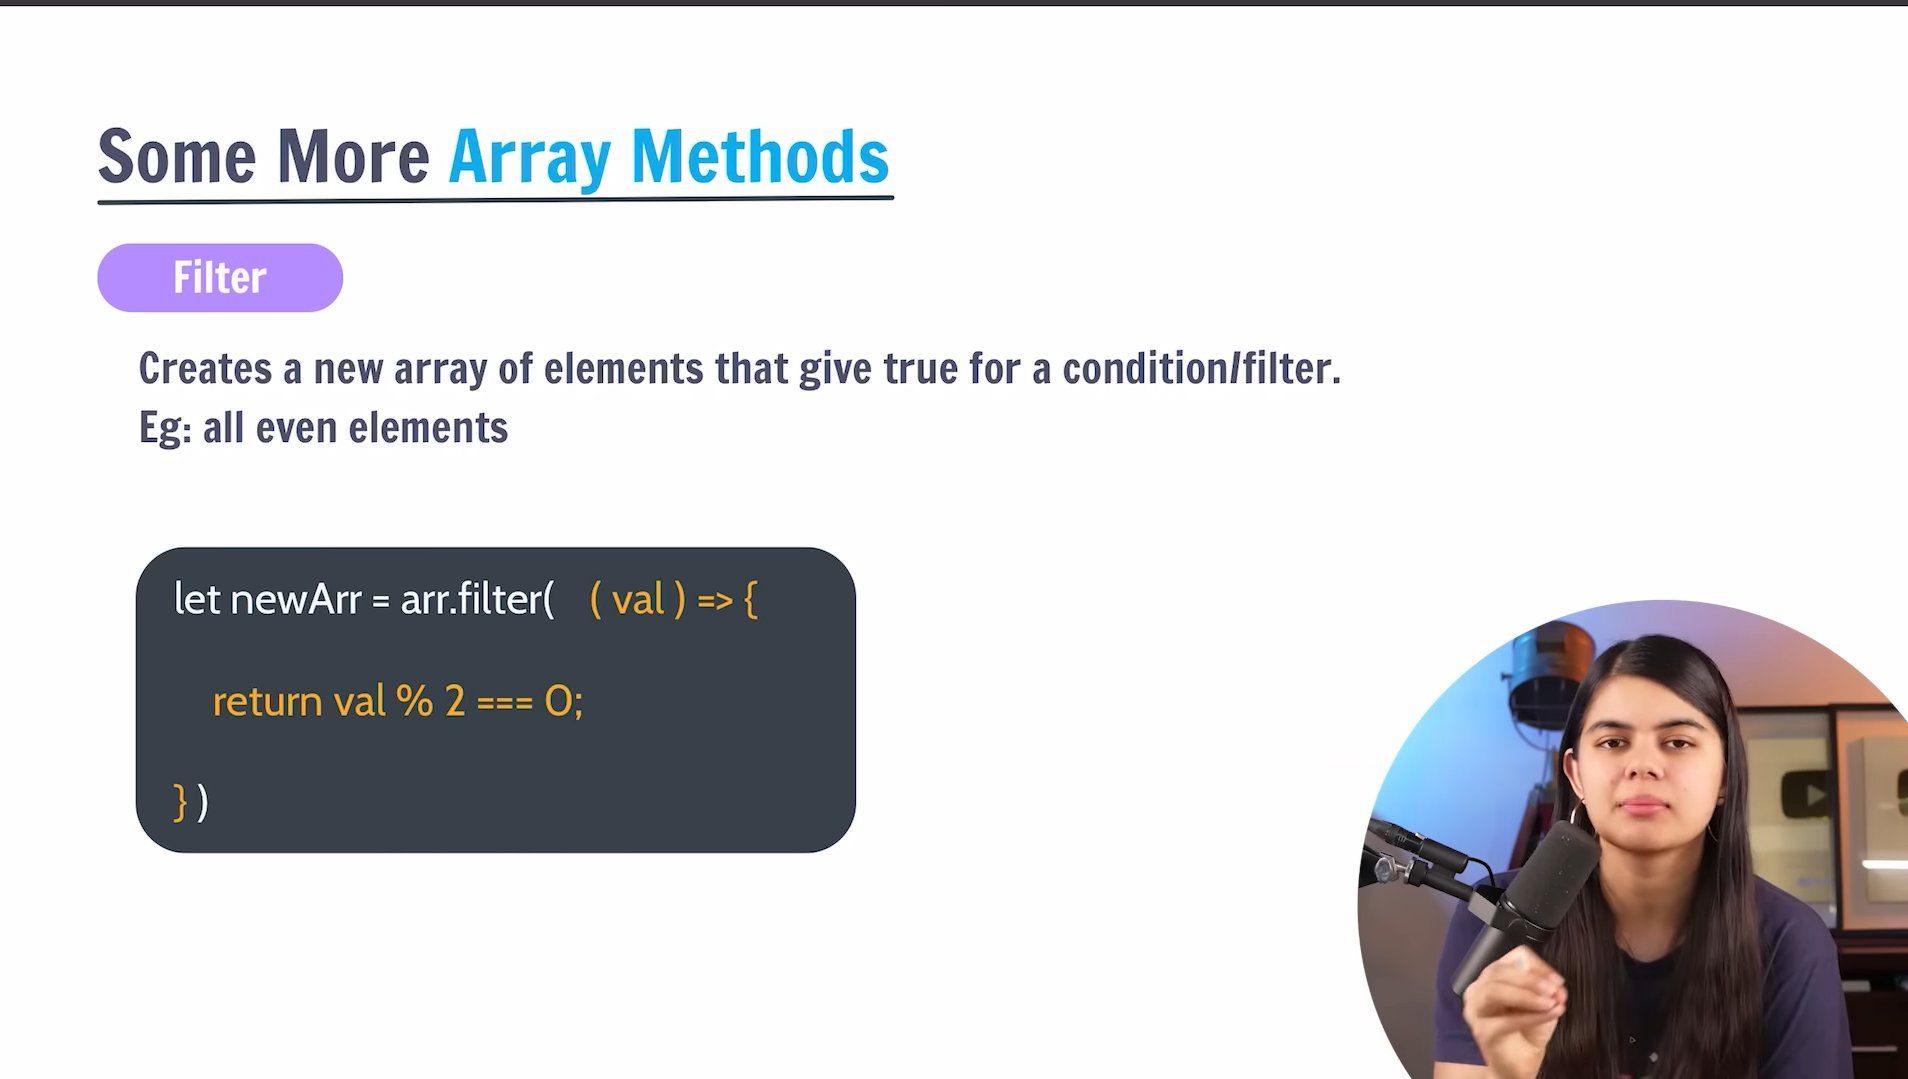 Some More Array Methods
Filter
Creates a new array of elements that give true for a condition/filter.
Eg: all even elements
let newArr = arr.filter( ( val ) => {
return val % 2 === 0;
} )